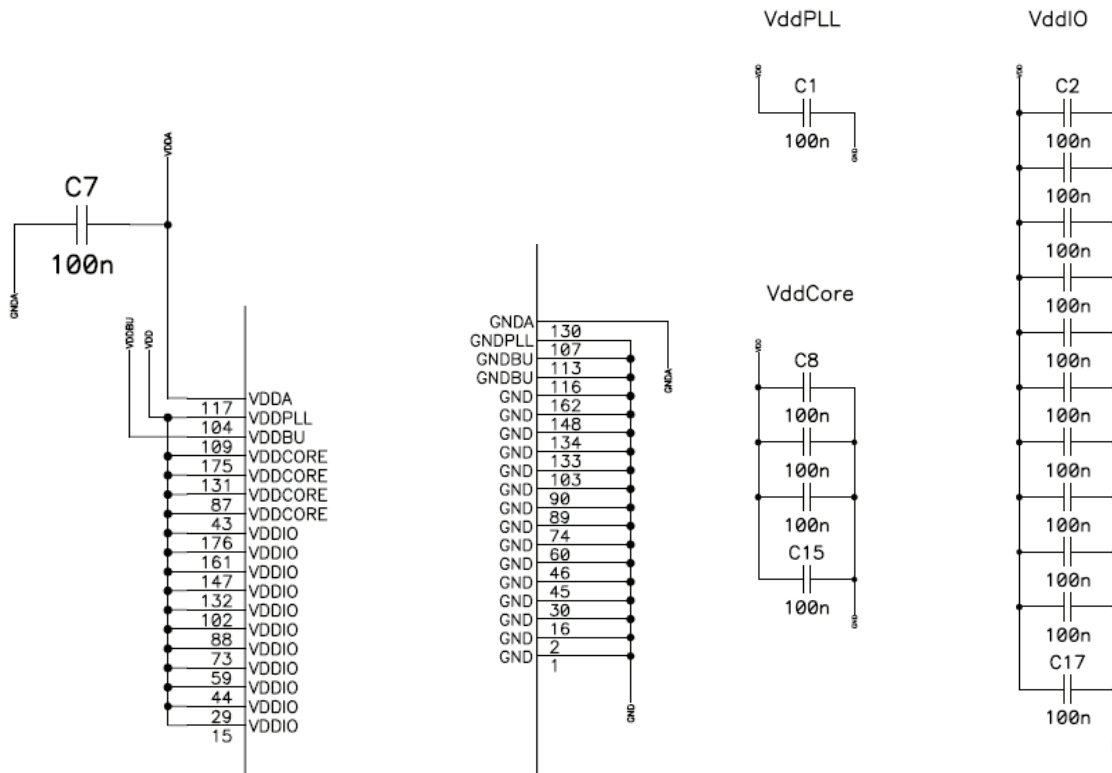 VddPLL
VDD
C1
100n
GND
VddIO
VDD
C2
100n
100n
100n
100n
100n
100n
100n
100n
100n
100n
C17
100n
VDDA
C7
100n
GNDA
VDDBU
VDD
VDDA
117
VDDPLL
104
VDDBU
109
VDDCORE
175
VDDCORE
131
VDDCORE
87
VDDCORE
43
VDDIO
176
VDDIO
161
VDDIO
147
VDDIO
132
VDDIO
102
VDDIO
88
VDDIO
73
VDDIO
59
VDDIO
44
VDDIO
29
VDDIO
15
GNDA
130
GNDPLL
107
GNDBU
113
GNDBU
116
GND
162
GND
148
GND
134
GND
133
GND
103
GND
90
GND
89
GND
74
GND
60
GND
46
GND
45
GND
30
GND
16
GND
2
GND
1
GNDA
GND
VddCore
VDD
C8
100n
100n
100n
C15
100n
GND